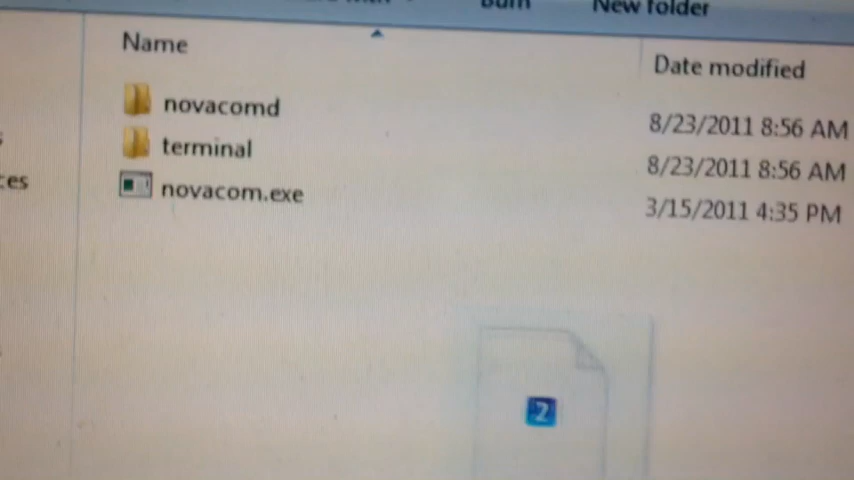 Burn New folder
Name Date modified
novacomd 8/23/2011 8:56 AM
terminal 8/23/2011 8:56 AM
novacom.exe 3/15/2011 4:35 PM
2